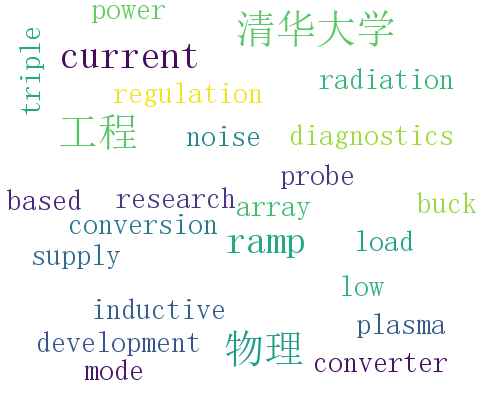 power
清华大学
triple
current
radiation
regulation
工程
noise
diagnostics
probe
based
research
array
buck
conversion
ramp
load
supply
low
inductive
plasma
development
物理
converter
mode